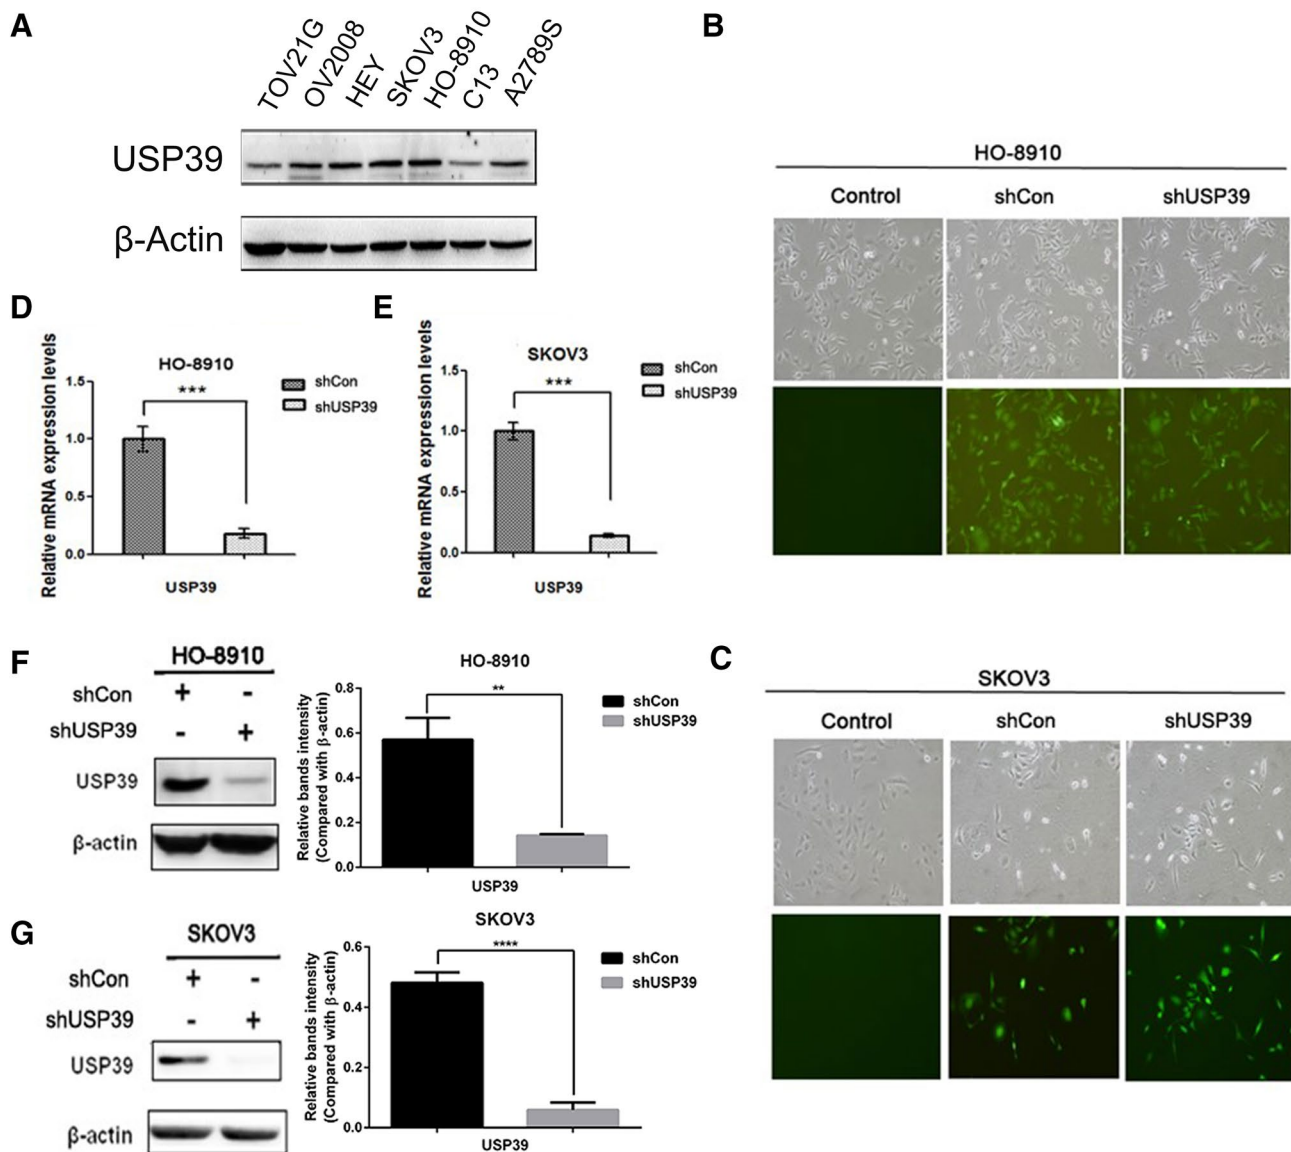 A
TOV21G
OV2008
HEY
SKOV3
HO-8910
C13
A2789S
USP39
β-Actin
B
HO-8910
Control
shCon
shUSP39
D
Relative mRNA expression levels
HO-8910
1.5
1.0
0.5
0.0
***
shCon
shUSP39
USP39
E
Relative mRNA expression levels
SKOV3
1.5
1.0
0.5
0.0
***
shCon
shUSP39
USP39
F
HO-8910
shCon + -
shUSP39 - +
USP39
β-actin
HO-8910
Relative bands intensity
(Compared with β-actin)
0.8
0.6
0.4
0.2
0.0
**
shCon
shUSP39
USP39
C
SKOV3
Control
shCon
shUSP39
G
SKOV3
shCon + -
shUSP39 - +
USP39
β-actin
SKOV3
Relative bands intensity
(Compared with β-actin)
0.6
0.4
0.2
0.0
****
shCon
shUSP39
USP39